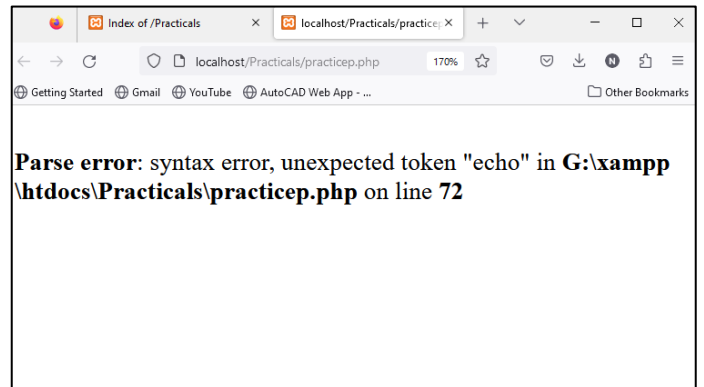 Index of /Practicals
localhost/Practicals/practicep
localhost/Practicals/practicep.php 170%
Getting Started Gmail YouTube AutoCAD Web App - ... Other Bookmarks
Parse error: syntax error, unexpected token "echo" in G:\xampp
\htdocs\Practicals\practicep.php on line 72
N